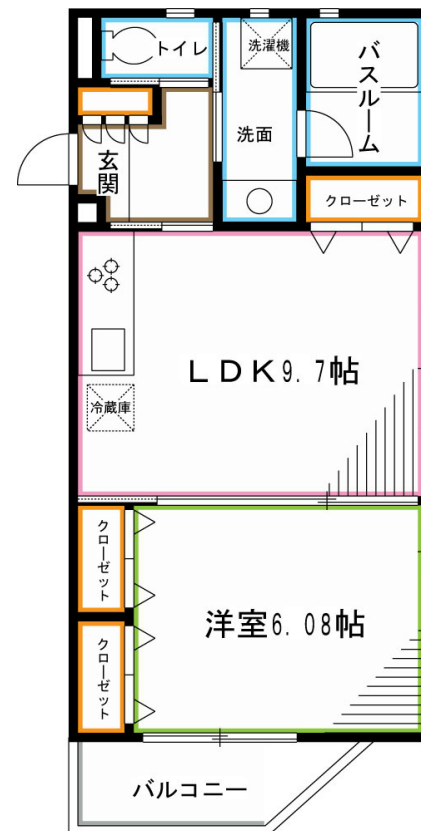 トイレ
洗濯機
バスルーム
玄関
洗面
クローゼット
LDK9.7帖
冷蔵庫
クローゼット
洋室6.08帖
クローゼット
バルコニー